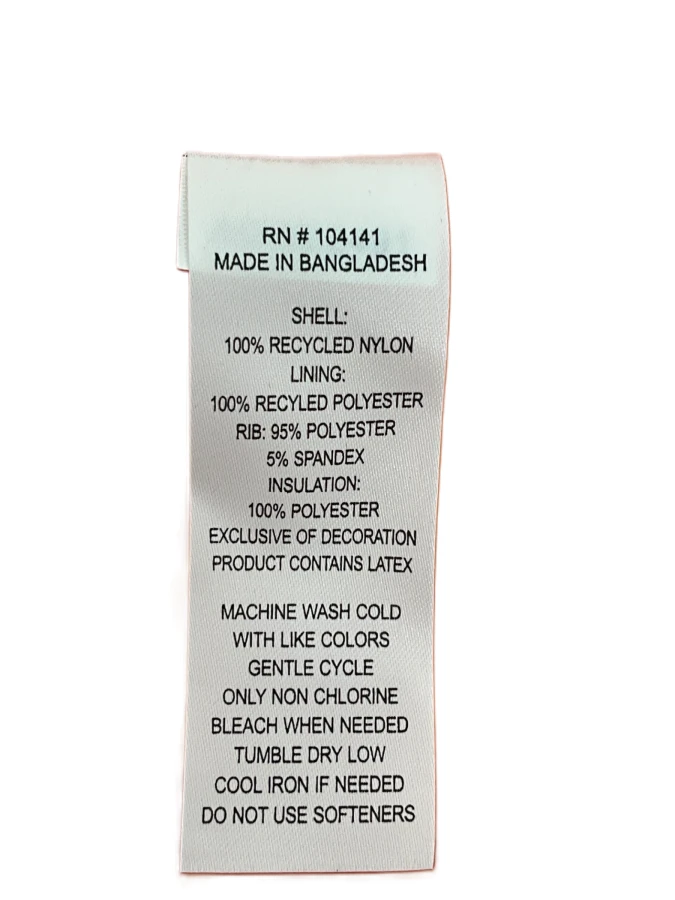 RN # 104141
MADE IN BANGLADESH
SHELL:
100% RECYCLED NYLON
LINING:
100% RECYLED POLYESTER
RIB: 95% POLYESTER
5% SPANDEX
INSULATION:
100% POLYESTER
EXCLUSIVE OF DECORATION
PRODUCT CONTAINS LATEX
MACHINE WASH COLD
WITH LIKE COLORS
GENTLE CYCLE
ONLY NON CHLORINE
BLEACH WHEN NEEDED
TUMBLE DRY LOW
COOL IRON IF NEEDED
DO NOT USE SOFTENERS